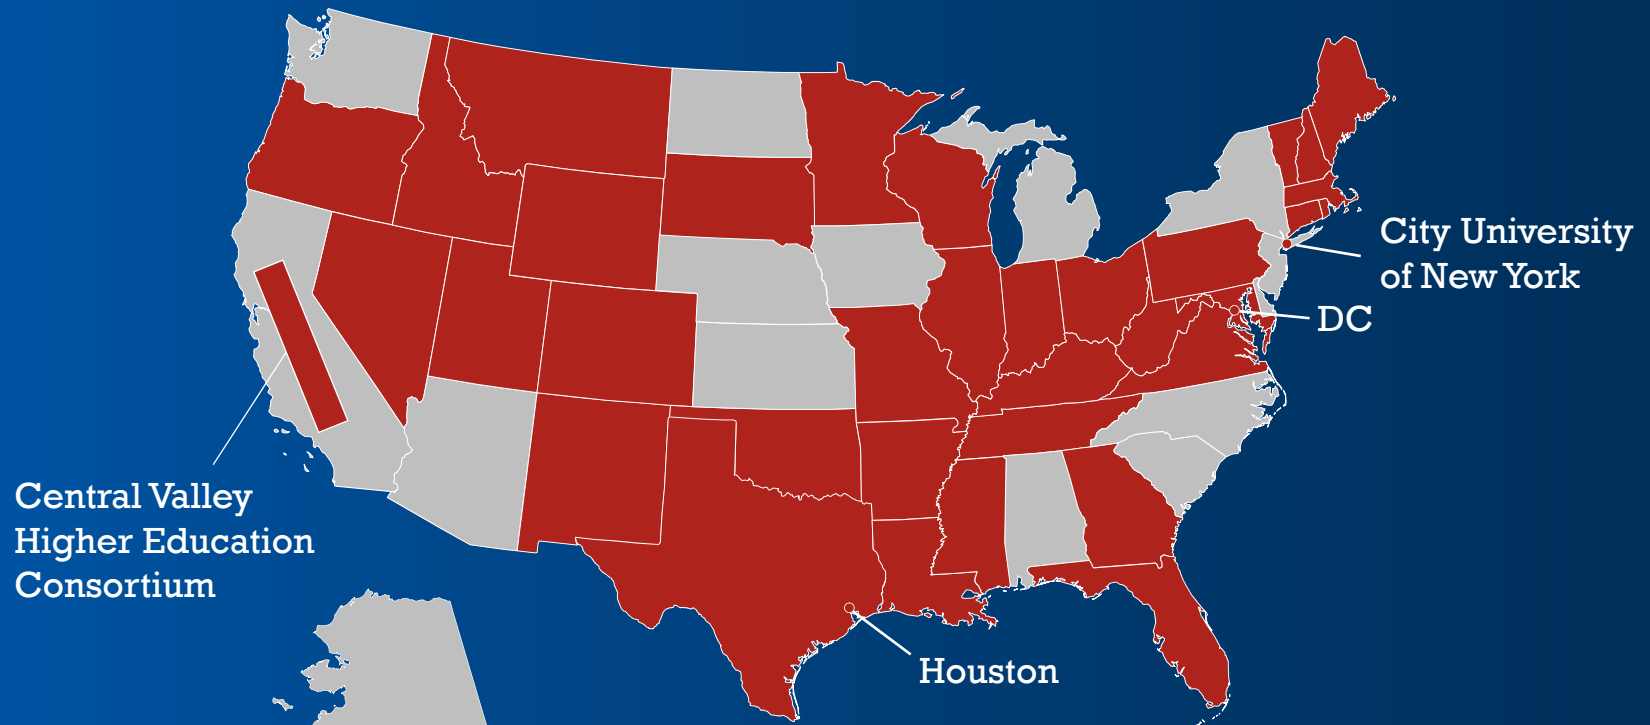 City University
of New York
DC
Central Valley
Higher Education
Consortium
Houston